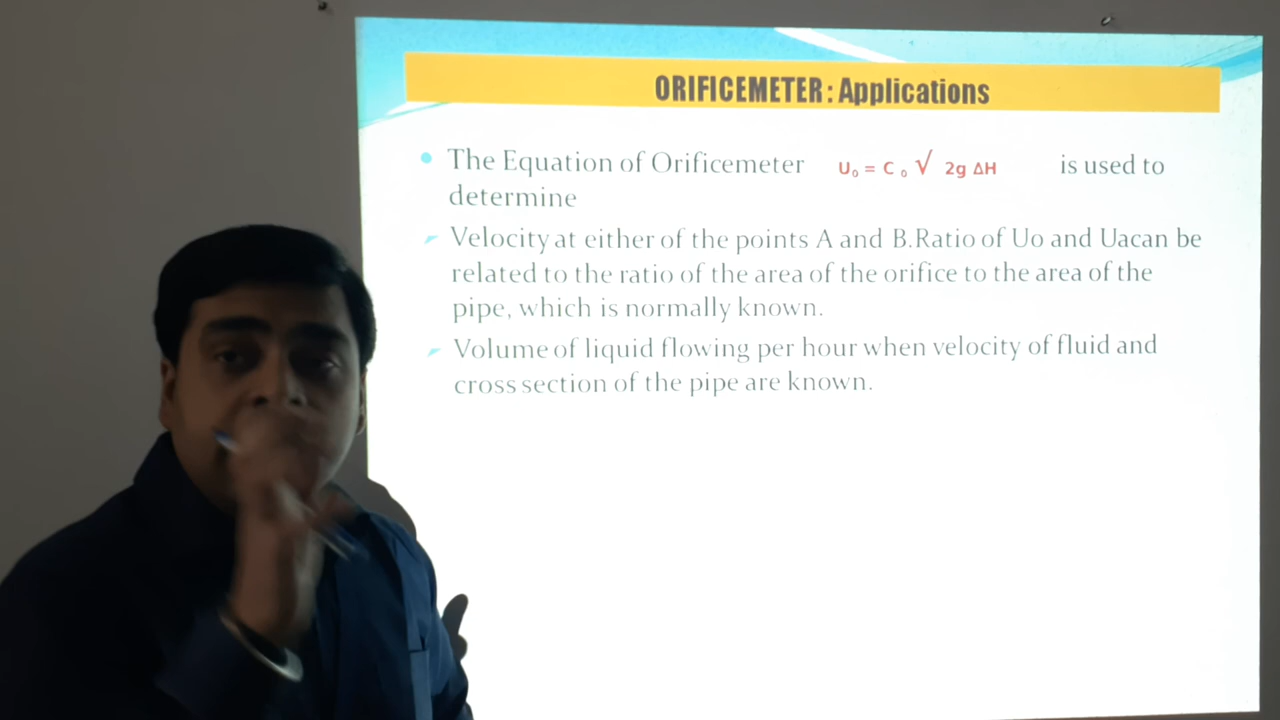 ORIFICEMETER : Applications
The Equation of Orificemeter U₀ = C ₀ √ 2g ΔH is used to
determine
Velocity at either of the points A and B.Ratio of Uo and Uacan be
related to the ratio of the area of the orifice to the area of the
pipe, which is normally known.
Volume of liquid flowing per hour when velocity of fluid and
cross section of the pipe are known.